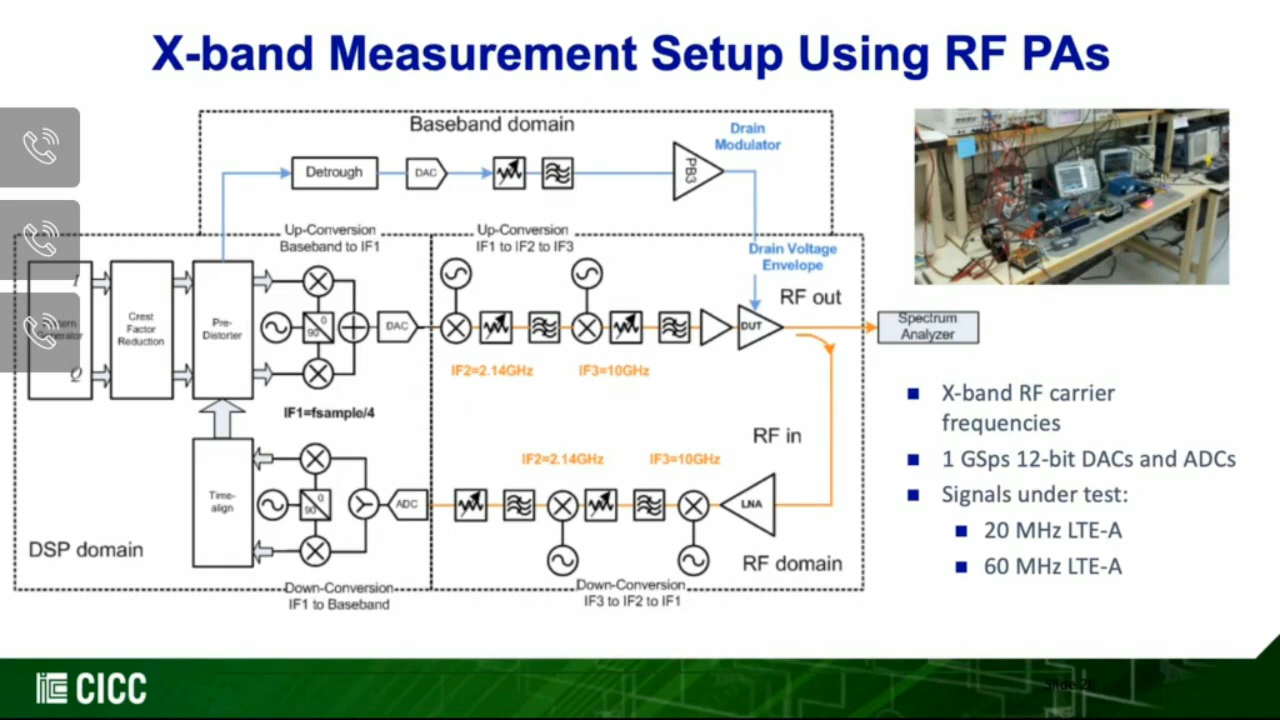 X-band Measurement Setup Using RF PAs
Baseband domain
Drain
Modulator
Detrough
DAC
PB3
Up-Conversion
Baseband to IF1
Up-Conversion
IF1 to IF2 to IF3
Drain Voltage
Envelope
RF out
I
Q
Crest
Factor
Reduction
Pre-
Distorter
0
90
DAC
DUT
Spectrum
Analyzer
IF2=2.14GHz
IF3=10GHz
IF1=fsample/4
RF in
IF2=2.14GHz
IF3=10GHz
Time-
align
0
90
ADC
LNA
DSP domain
RF domain
Down-Conversion
IF1 to Baseband
Down-Conversion
IF3 to IF2 to IF1
■ X-band RF carrier
frequencies
■ 1 GSps 12-bit DACs and ADCs
■ Signals under test:
■ 20 MHz LTE-A
■ 60 MHz LTE-A
CICC
Slide